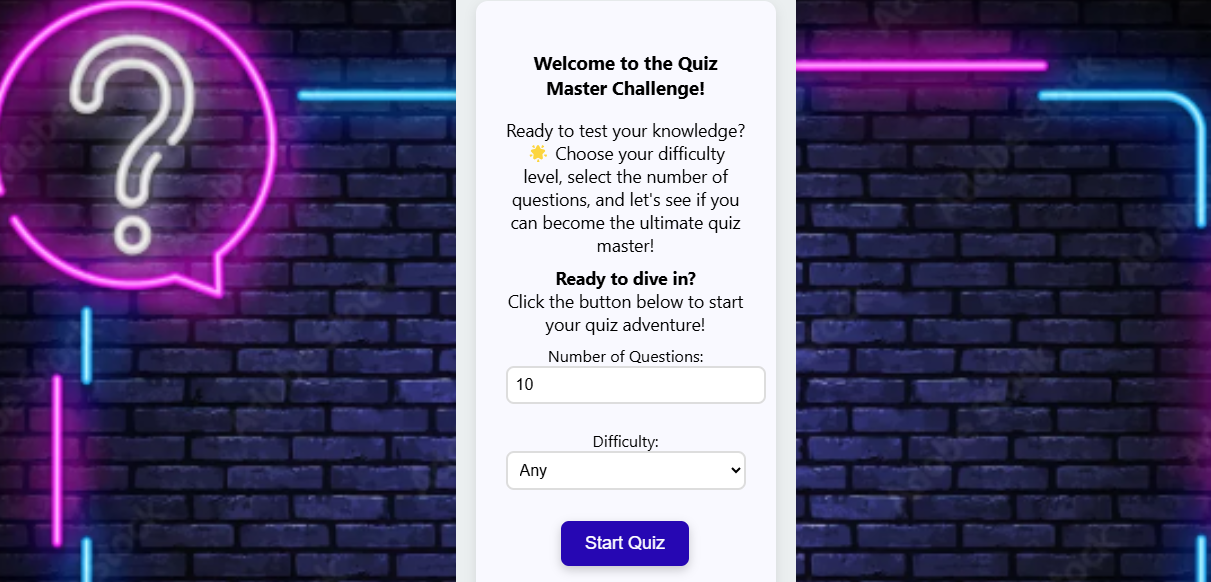 Welcome to the Quiz
Master Challenge!
Ready to test your knowledge?
🌟 Choose your difficulty
level, select the number of
questions, and let's see if you
can become the ultimate quiz
master!
Ready to dive in?
Click the button below to start
your quiz adventure!
Number of Questions:
10
Difficulty:
Any
Start Quiz